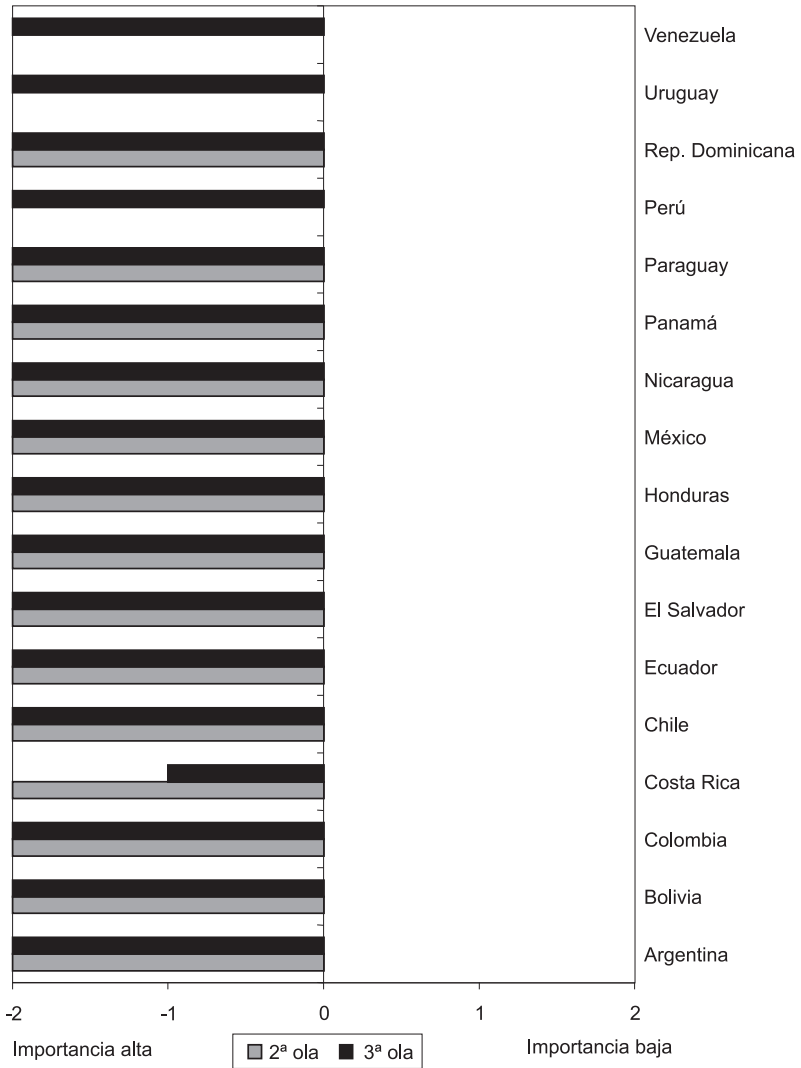 Venezuela
Uruguay
Rep. Dominicana
Perú
Paraguay
Panamá
Nicaragua
México
Honduras
Guatemala
El Salvador
Ecuador
Chile
Costa Rica
Colombia
Bolivia
Argentina
-2 -1 0 1 2
Importancia alta 2ª ola 3ª ola Importancia baja